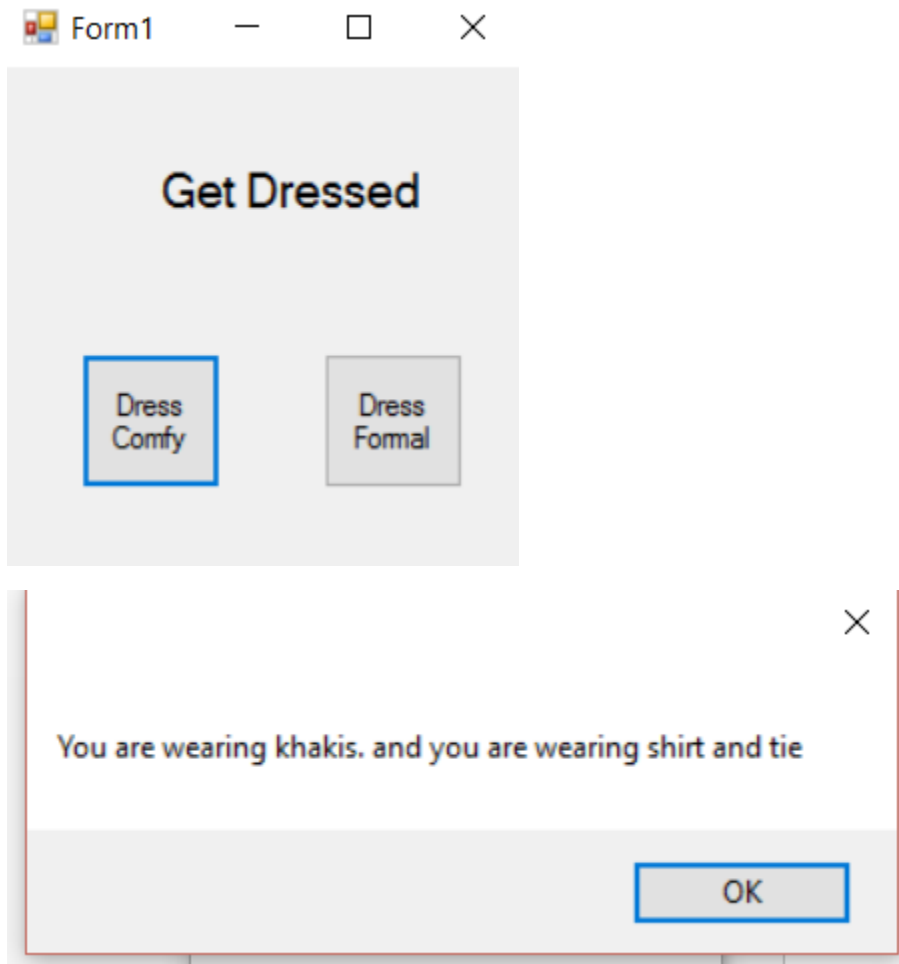 Form1
Get Dressed
Dress
Comfy
Dress
Formal
You are wearing khakis. and you are wearing shirt and tie
OK